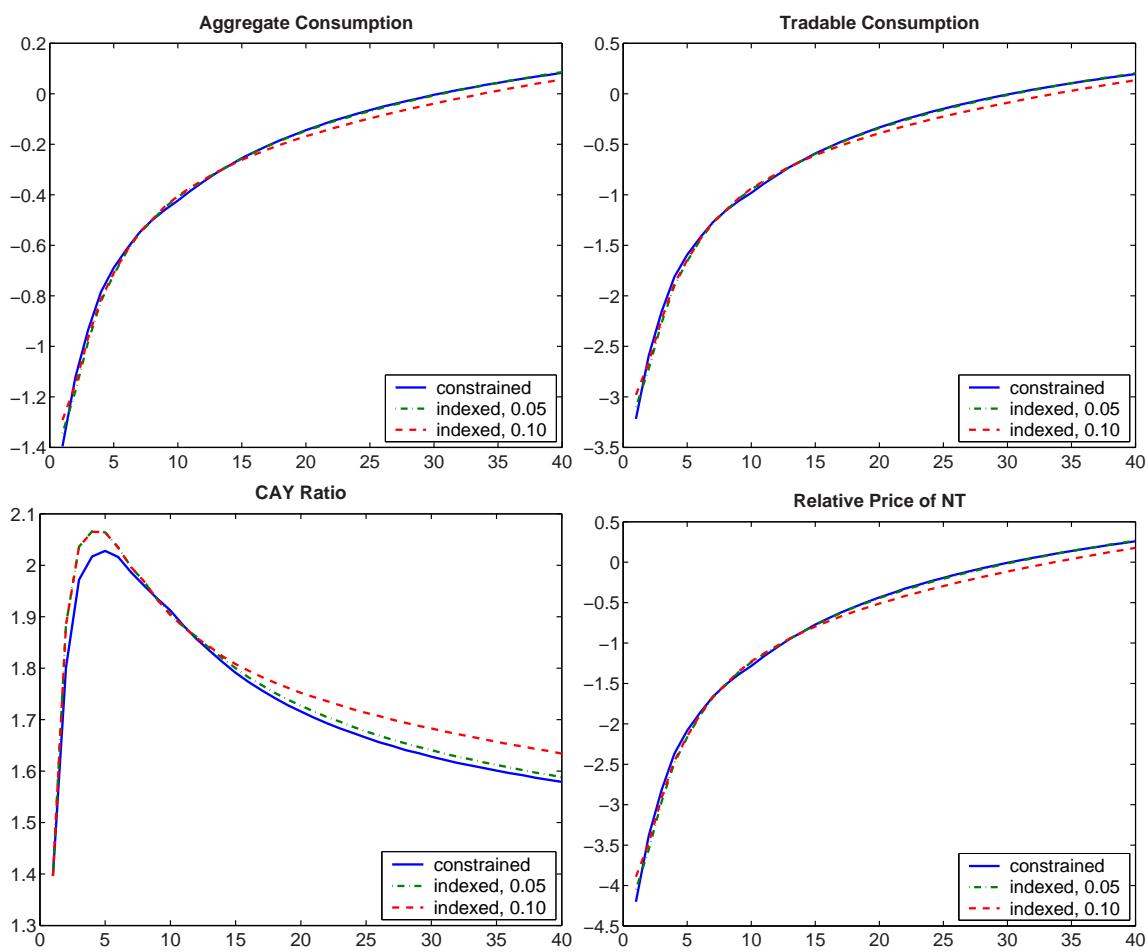 Aggregate Consumption
0.2
0
−0.2
−0.4
−0.6
−0.8
−1
−1.2
−1.4
0 5 10 15 20 25 30 35 40
constrained
indexed, 0.05
indexed, 0.10
Tradable Consumption
0.5
0
−0.5
−1
−1.5
−2
−2.5
−3
−3.5
0 5 10 15 20 25 30 35 40
constrained
indexed, 0.05
indexed, 0.10
CAY Ratio
2.1
2
1.9
1.8
1.7
1.6
1.5
1.4
1.3
0 5 10 15 20 25 30 35 40
constrained
indexed, 0.05
indexed, 0.10
Relative Price of NT
0.5
0
−0.5
−1
−1.5
−2
−2.5
−3
−3.5
−4
−4.5
0 5 10 15 20 25 30 35 40
constrained
indexed, 0.05
indexed, 0.10